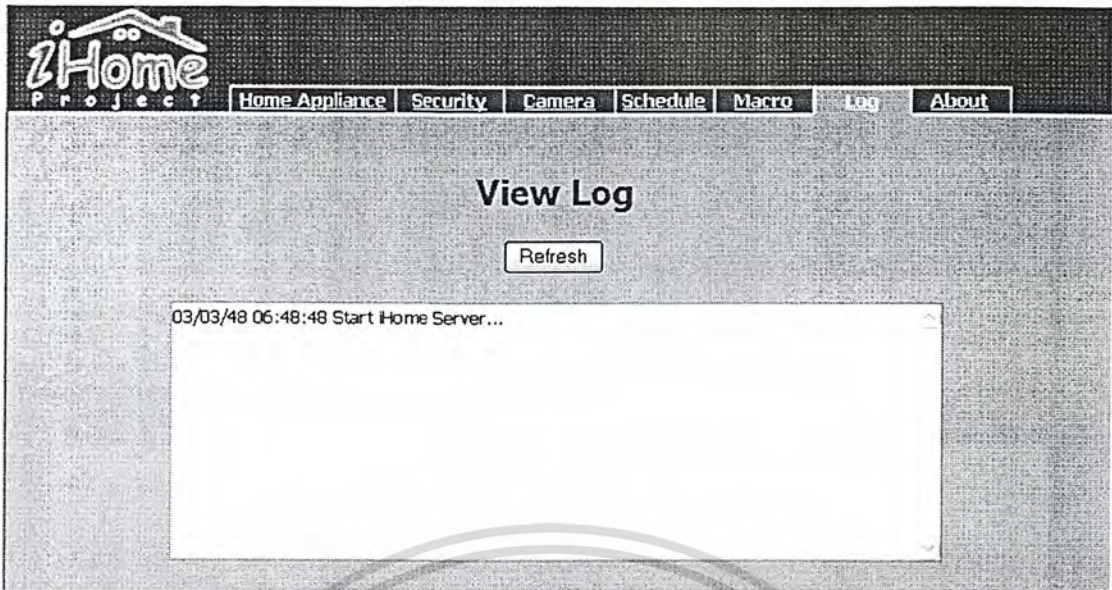 iHome
Project
Home Appliance Security Camera Schedule Macro Log About
View Log
Refresh
03/03/48 06:48:48 Start iHome Server...